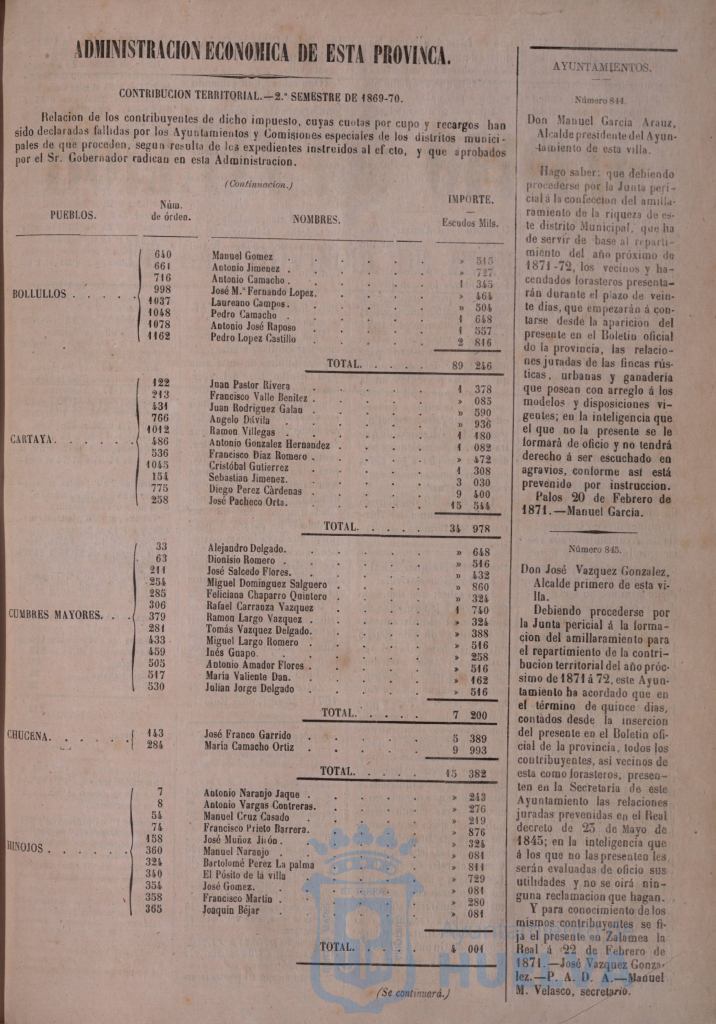 ADMINISTRACION ECONOMICA DE ESTA PROVINCA.
CONTRIBUCION TERRITORIAL.—2.º SEMESTRE DE 1869-70.
Relacion de los contribuyentes de dicho impuesto, cuyas cuotas por cupo y recargos han
sido declaradas fallidas por los Ayuntamientos y Comisiones especiales de los distritos munici-
pales de que proceden, segun resulta de los expedientes instreidos al ef cto, y que aprobados
por el Sr. Gobernador radican en esta Administracion.
(Continuacion.)
PUEBLOS. Núm. de órden. NOMBRES. IMPORTE. Escudos Mils.
BOLLULLOS
640 Manuel Gomez . » 515
661 Antonio Jimenez . » 727
716 Antonio Camacho . 1 345
998 José M.ª Fernando Lopez. » 464
1037 Laureano Campos. » 504
1048 Pedro Camacho . 1 648
1078 Antonio José Raposo 1 557
1162 Pedro Lopez Castillo 2 816
TOTAL. 89 246
CARTAYA.
122 Juan Pastor Rivera 1 378
213 Francisco Valle Benitez . » 085
431 Juan Rodriguez Galan » 590
766 Angelo Dávila » 936
1012 Ramon Villegas 1 180
486 Antonio Gonzalez Hernandez . 1 082
536 Francisco Diaz Romero . » 472
1045 Cristóbal Gutierrez 1 308
154 Sebastian Jimenez. 3 030
775 Diego Perez Càrdenas . 9 400
258 José Pacheco Orta. 15 544
TOTAL. 34 978
CUMBRES MAYORES.
33 Alejandro Delgado. » 648
63 Dionisio Romero . » 516
211 José Salcedo Flores. » 432
254 Miguel Dominguez Salguero . » 860
285 Feliciana Chaparro Quintero » 324
306 Rafael Carranza Vazquez 1 740
379 Ramon Largo Vazquez . » 324
281 Tomás Vazquez Delgado. » 388
433 Miguel Largo Romero » 516
459 Inés Guapo. » 258
505 Antonio Amador Flores . » 516
517 Maria Valiente Dan. » 162
530 Julian Jorge Delgado » 516
TOTAL. 7 200
CHUCENA.
143 José Franco Garrido 5 389
284 Maria Camacho Ortiz 9 993
TOTAL. 15 382
HINOJOS
7 Antonio Naranjo Jaque . » 243
8 Antonio Vargas Contreras. » 276
54 Manuel Cruz Casado » 219
74 Francisco Prieto Barrera. » 876
158 José Muñoz Jirón . » 324
360 Manuel Naranjo » 081
324 Bartolomé Perez La palma » 811
340 El Pósito de la villa » 729
354 José Gomez. » 081
358 Francisco Martin . » 280
365 Joaquin Béjar » 081
TOTAL. 4 001
(Se continuará.)
AYUNTAMIENTOS.
Número 844.
Don Manuel Garcia Arauz,
Alcalde presidente del Ayun-
tamiento de esta villa.
Hago saber: que debiendo
procederse por la Junta peri-
cial á la confeccion del amilla-
ramiento de la riqueza de es-
te distrito Municipal, que ha
de servir de base al reparti-
miento del año próximo de
1871-72, los vecinos y ha-
cendados forasteros presenta-
rán durante el plazo de vein-
te dias, que empezarán á con-
tarse desde la aparicion del
presente en el Boletin oficial
do la provincia, las relacio-
nes juradas de las fincas rús-
ticas, urbanas y ganaderia
que posean con arreglo á los
modelos y disposiciones vi-
gentes; en la inteligencia que
el que no la presente se le
formará de oficio y no tendrá
derecho á ser escuchado en
agravios, conforme asi está
prevenido por instruccion.
Palos 20 de Febrero de
1871.—Manuel Garcia.
Número 845.
Don José Vazquez Gonzalez,
Alcalde primero de esta vi-
lla.
Debiendo procederse por
la Junta pericial á la forma-
cion del amillaramiento para
el repartimiento de la contri-
bucion territorial del año pró-
simo de 1871 á 72, este Ayun-
tamiento ha acordado que en
el término de quince dias,
contados desde la insercion
del presente en el Boletin ofi-
cial de la provincia, todos los
contribuyentes, asi vecinos de
esta como forasteros, presen-
ten en la Secretaria de este
Ayuntamiento las relaciones
juradas prevenidas en el Real
decreto de 23 de Mayo de
1845; en la inteligencia que
á los que no las presenten les
serán evaluadas de oficio sus
utilidades y no se oirá nin-
guna reclamacion que hagan.
Y para conocimiento de los
mismos contribuyentes se fi-
ja el presente en Zalamea la
Real á 22 de Febrero de
1871.—José Vazquez Gonza-
lez.—P. A. D. A.—Manuel
M. Velasco, secretario.